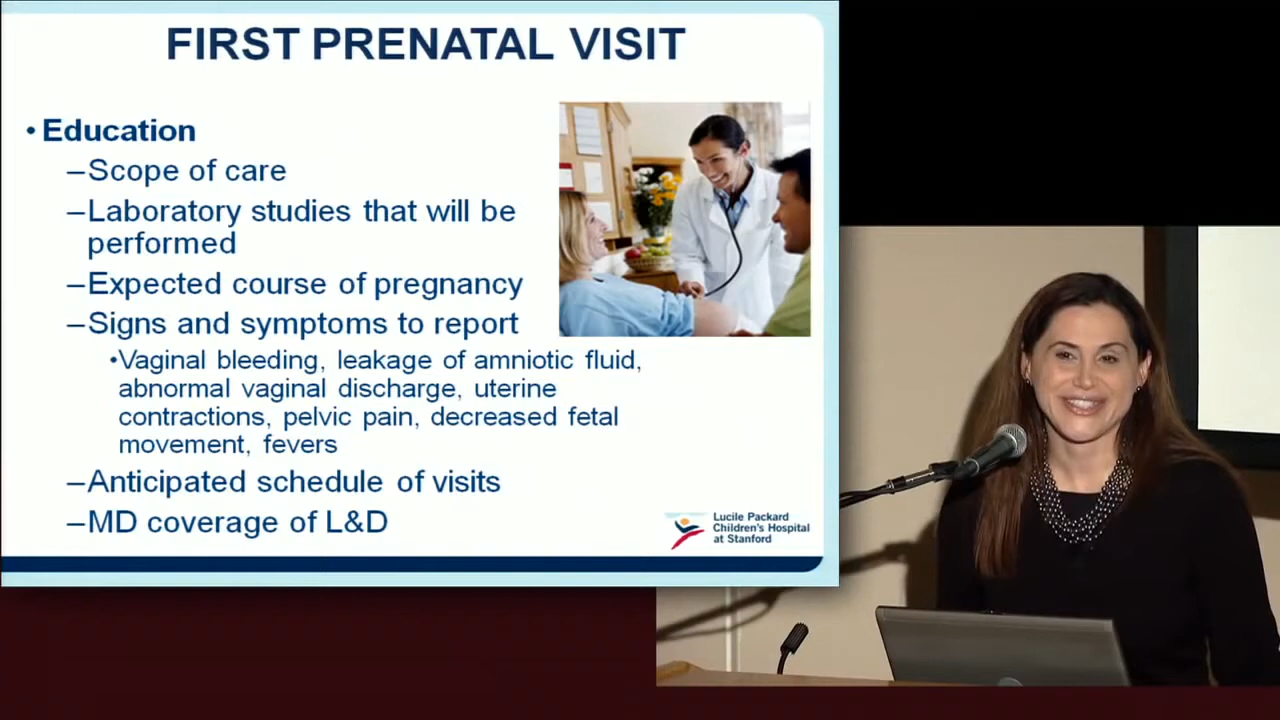 FIRST PRENATAL VISIT
• Education
–Scope of care
–Laboratory studies that will be
performed
–Expected course of pregnancy
–Signs and symptoms to report
•Vaginal bleeding, leakage of amniotic fluid,
abnormal vaginal discharge, uterine
contractions, pelvic pain, decreased fetal
movement, fevers
–Anticipated schedule of visits
–MD coverage of L&D
Lucile Packard
Children's Hospital
at Stanford